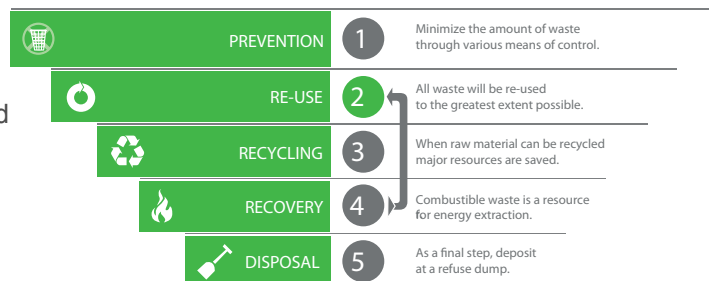 PREVENTION
1
Minimize the amount of waste
through various means of control.
RE-USE
2
All waste will be re-used
to the greatest extent possible.
d
RECYCLING
3
When raw material can be recycled
major resources are saved.
RECOVERY
4
Combustible waste is a resource
for energy extraction.
DISPOSAL
5
As a final step, deposit
at a refuse dump.